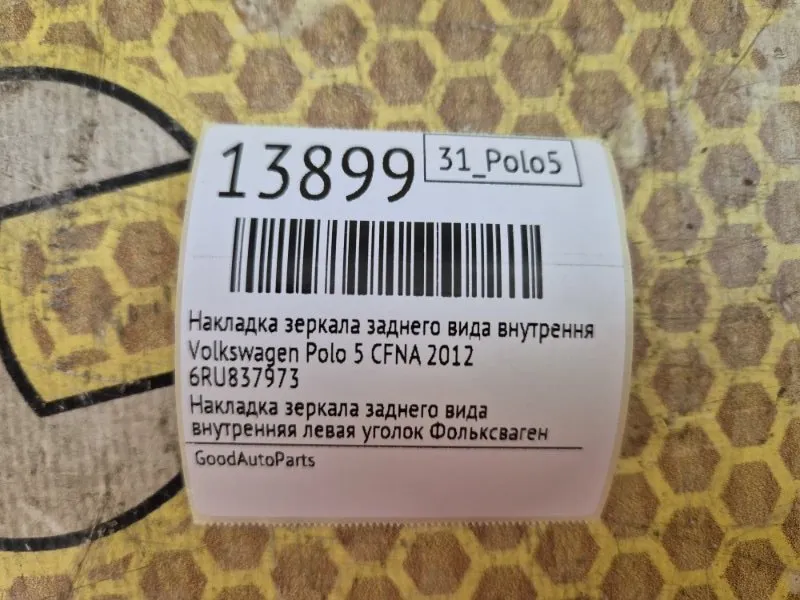 13899
31_Polo5
Накладка зеркала заднего вида внутрення
Volkswagen Polo 5 CFNA 2012
6RU837973
Накладка зеркала заднего вида
внутренняя левая уголок Фольксваген
GoodAutoParts